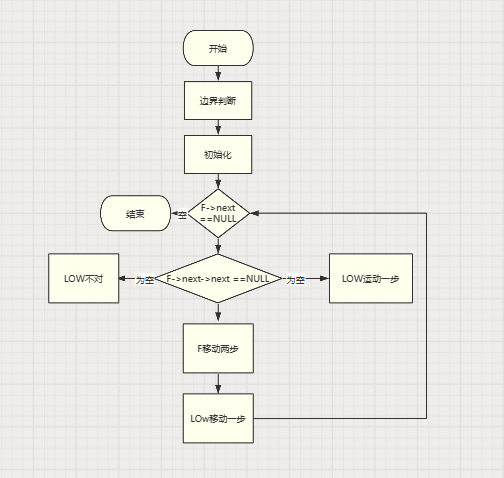 开始
边界判断
初始化
F->next
==NULL
空
结束
F->next->next ==NULL
为空
LOW不对
为空
LOW运动一步
F移动两步
LOw移动一步